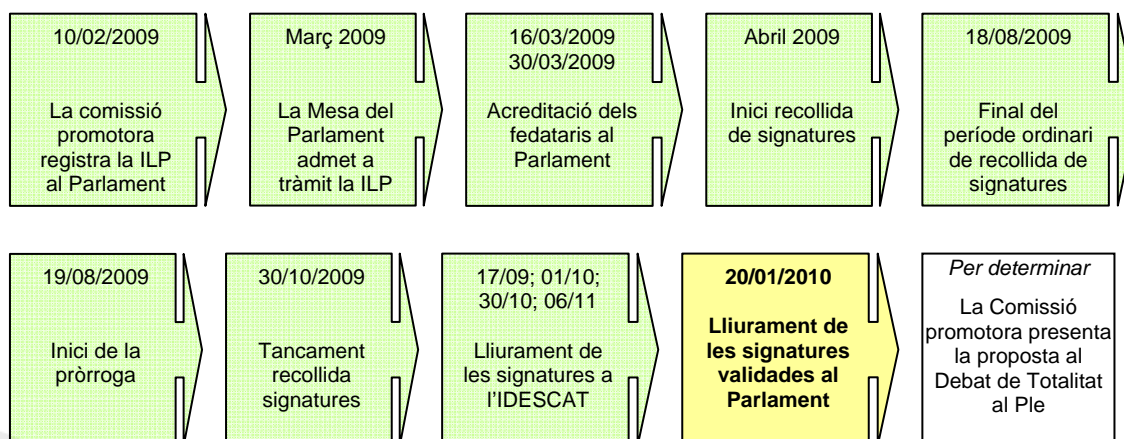 10/02/2009
La comissió
promotora
registra la ILP
al Parlament
Març 2009
La Mesa del
Parlament
admet a
tràmit la ILP
16/03/2009
30/03/2009
Acreditació dels
fedataris al
Parlament
Abril 2009
Inici recollida
de signatures
18/08/2009
Final del
període ordinari
de recollida de
signatures
19/08/2009
Inici de la
pròrroga
30/10/2009
Tancament
recollida
signatures
17/09; 01/10;
30/10; 06/11
Lliurament de
les signatures a
l’IDESCAT
20/01/2010
Lliurament de
les signatures
validades al
Parlament
Per determinar
La Comissió
promotora presenta
la proposta al
Debat de Totalitat
al Ple